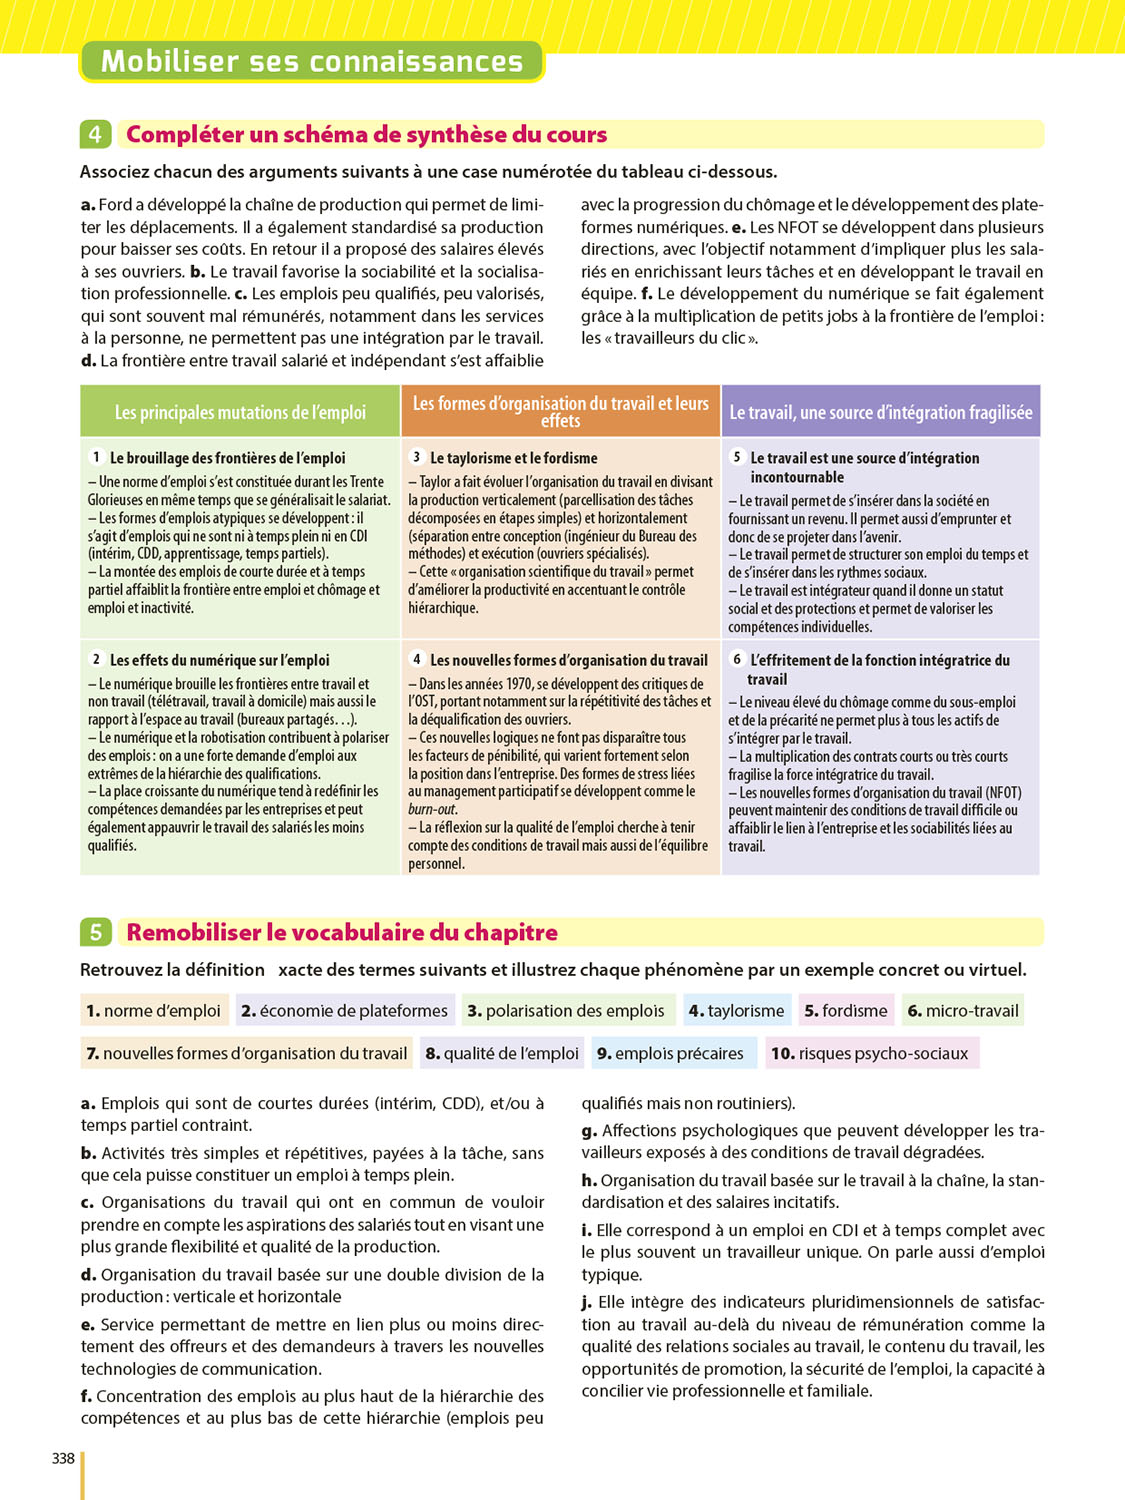 Mobiliser ses connaissances
4 Compléter un schéma de synthèse du cours
Associez chacun des arguments suivants à une case numérotée du tableau ci-dessous.
a. Ford a développé la chaîne de production qui permet de limi-
ter les déplacements. Il a également standardisé sa production
pour baisser ses coûts. En retour il a proposé des salaires élevés
à ses ouvriers. b. Le travail favorise la sociabilité et la socialisa-
tion professionnelle. c. Les emplois peu qualifiés, peu valorisés,
qui sont souvent mal rémunérés, notamment dans les services
à la personne, ne permettent pas une intégration par le travail.
d. La frontière entre travail salarié et indépendant s'est affaiblie
avec la progression du chômage et le développement des plate-
formes numériques. e. Les NFOT se développent dans plusieurs
directions, avec l'objectif notamment d'impliquer plus les sala-
riés en enrichissant leurs tâches et en développant le travail en
équipe. f. Le développement du numérique se fait également
grâce à la multiplication de petits jobs à la frontière de l'emploi :
les « travailleurs du clic ».
Les principales mutations de l'emploi
Les formes d'organisation du travail et leurs
effets
Le travail, une source d'intégration fragilisée
1 Le brouillage des frontières de l'emploi
– Une norme d'emploi s'est constituée durant les Trente
Glorieuses en même temps que se généralisait le salariat.
– Les formes d'emplois atypiques se développent : il
s'agit d'emplois qui ne sont ni à temps plein ni en CDI
(intérim, CDD, apprentissage, temps partiels).
– La montée des emplois de courte durée et à temps
partiel affaiblit la frontière entre emploi et chômage et
emploi et inactivité.
3 Le taylorisme et le fordisme
– Taylor a fait évoluer l'organisation du travail en divisant
la production verticalement (parcellisation des tâches
décomposées en étapes simples) et horizontalement
(séparation entre conception (ingénieur du Bureau des
méthodes) et exécution (ouvriers spécialisés).
– Cette « organisation scientifique du travail » permet
d'améliorer la productivité en accentuant le contrôle
hiérarchique.
5 Le travail est une source d'intégration
incontournable
– Le travail permet de s'insérer dans la société en
fournissant un revenu. Il permet aussi d'emprunter et
donc de se projeter dans l'avenir.
– Le travail permet de structurer son emploi du temps et
de s'insérer dans les rythmes sociaux.
– Le travail est intégrateur quand il donne un statut
social et des protections et permet de valoriser les
compétences individuelles.
2 Les effets du numérique sur l'emploi
– Le numérique brouille les frontières entre travail et
non travail (télétravail, travail à domicile) mais aussi le
rapport à l'espace au travail (bureaux partagés…).
– Le numérique et la robotisation contribuent à polariser
des emplois : on a une forte demande d'emploi aux
extrêmes de la hiérarchie des qualifications.
– La place croissante du numérique tend à redéfinir les
compétences demandées par les entreprises et peut
également appauvrir le travail des salariés les moins
qualifiés.
4 Les nouvelles formes d'organisation du travail
– Dans les années 1970, se développent des critiques de
l'OST, portant notamment sur la répétitivité des tâches et
la déqualification des ouvriers.
– Ces nouvelles logiques ne font pas disparaître tous
les facteurs de pénibilité, qui varient fortement selon
la position dans l'entreprise. Des formes de stress liées
au management participatif se développent comme le
burn-out.
– La réflexion sur la qualité de l'emploi cherche à tenir
compte des conditions de travail mais aussi de l'équilibre
personnel.
6 L'effritement de la fonction intégratrice du
travail
– Le niveau élevé du chômage comme du sous-emploi
et de la précarité ne permet plus à tous les actifs de
s'intégrer par le travail.
– La multiplication des contrats courts ou très courts
fragilise la force intégratrice du travail.
– Les nouvelles formes d'organisation du travail (NFOT)
peuvent maintenir des conditions de travail difficile ou
affaiblir le lien à l'entreprise et les sociabilités liées au
travail.
5 Remobiliser le vocabulaire du chapitre
Retrouvez la définition xacte des termes suivants et illustrez chaque phénomène par un exemple concret ou virtuel.
1. norme d'emploi 2. économie de plateformes 3. polarisation des emplois 4. taylorisme 5. fordisme 6. micro-travail
7. nouvelles formes d'organisation du travail 8. qualité de l'emploi 9. emplois précaires 10. risques psycho-sociaux
a. Emplois qui sont de courtes durées (intérim, CDD), et/ou à
temps partiel contraint.
b. Activités très simples et répétitives, payées à la tâche, sans
que cela puisse constituer un emploi à temps plein.
c. Organisations du travail qui ont en commun de vouloir
prendre en compte les aspirations des salariés tout en visant une
plus grande flexibilité et qualité de la production.
d. Organisation du travail basée sur une double division de la
production : verticale et horizontale
e. Service permettant de mettre en lien plus ou moins direc-
tement des offreurs et des demandeurs à travers les nouvelles
technologies de communication.
f. Concentration des emplois au plus haut de la hiérarchie des
compétences et au plus bas de cette hiérarchie (emplois peu
qualifiés mais non routiniers).
g. Affections psychologiques que peuvent développer les tra-
vailleurs exposés à des conditions de travail dégradées.
h. Organisation du travail basée sur le travail à la chaîne, la stan-
dardisation et des salaires incitatifs.
i. Elle correspond à un emploi en CDI et à temps complet avec
le plus souvent un travailleur unique. On parle aussi d'emploi
typique.
j. Elle intègre des indicateurs pluridimensionnels de satisfac-
tion au travail au-delà du niveau de rémunération comme la
qualité des relations sociales au travail, le contenu du travail, les
opportunités de promotion, la sécurité de l'emploi, la capacité à
concilier vie professionnelle et familiale.
338